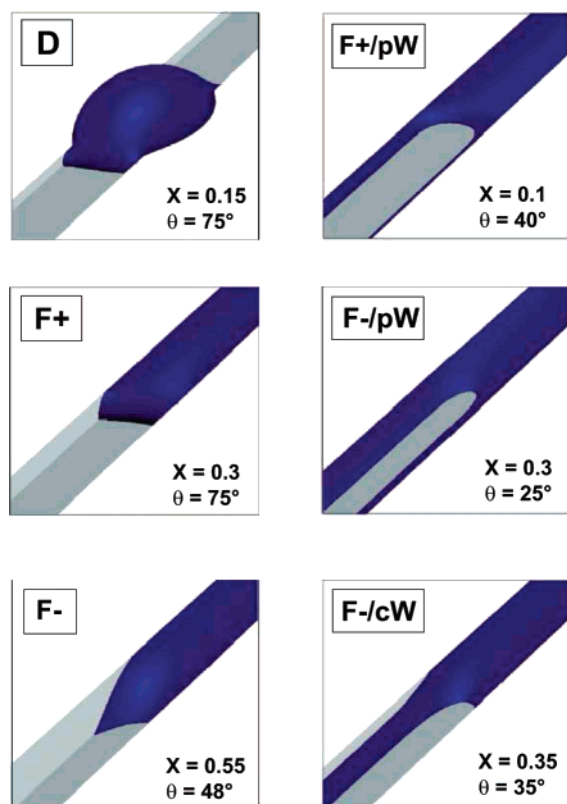 D
X = 0.15
θ = 75°
F+/pW
X = 0.1
θ = 40°
F+
X = 0.3
θ = 75°
F-/pW
X = 0.3
θ = 25°
F-
X = 0.55
θ = 48°
F-/cW
X = 0.35
θ = 35°